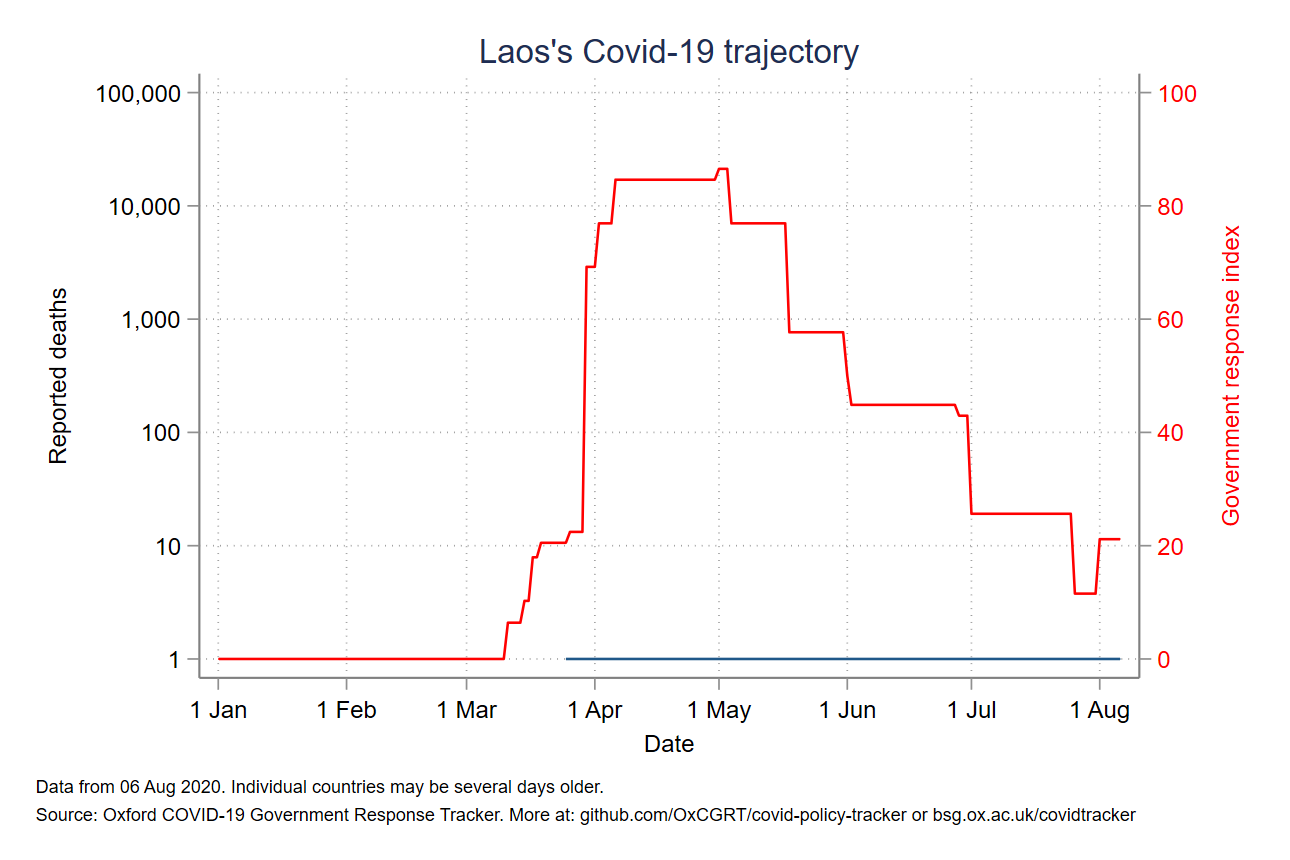 Laos's Covid-19 trajectory
100,000
10,000
1,000
100
10
1
Reported deaths
100
80
60
40
20
0
Government response index
1 Jan
1 Feb
1 Mar
1 Apr
1 May
1 Jun
1 Jul
1 Aug
Date
Data from 06 Aug 2020. Individual countries may be several days older.
Source: Oxford COVID-19 Government Response Tracker. More at: github.com/OxCGRT/covid-policy-tracker or bsg.ox.ac.uk/covidtracker